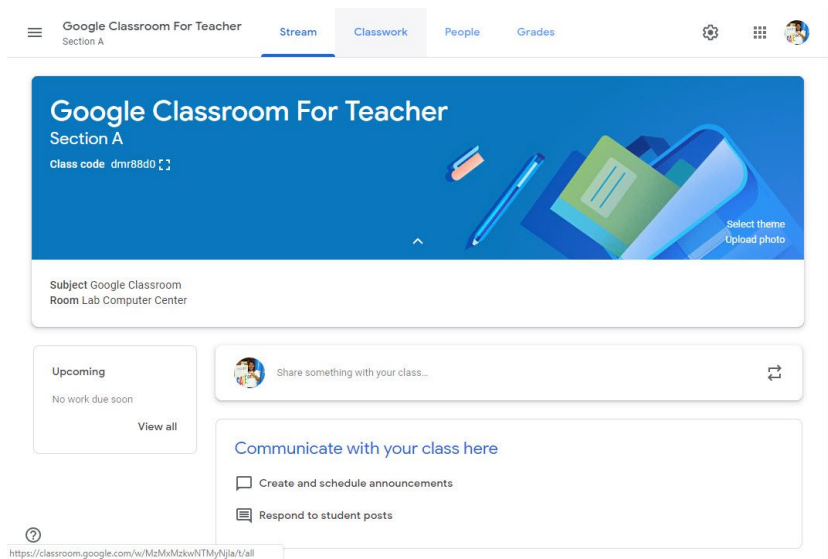 Google Classroom For Teacher
Section A
Stream
Classwork
People
Grades
Google Classroom For Teacher
Section A
Class code dmr88d0
Select theme
Upload photo
Subject Google Classroom
Room Lab Computer Center
Upcoming
No work due soon
View all
Share something with your class...
Communicate with your class here
Create and schedule announcements
Respond to student posts
https://classroom.google.com/w/MzMxMzkwNTMyNjla/t/all